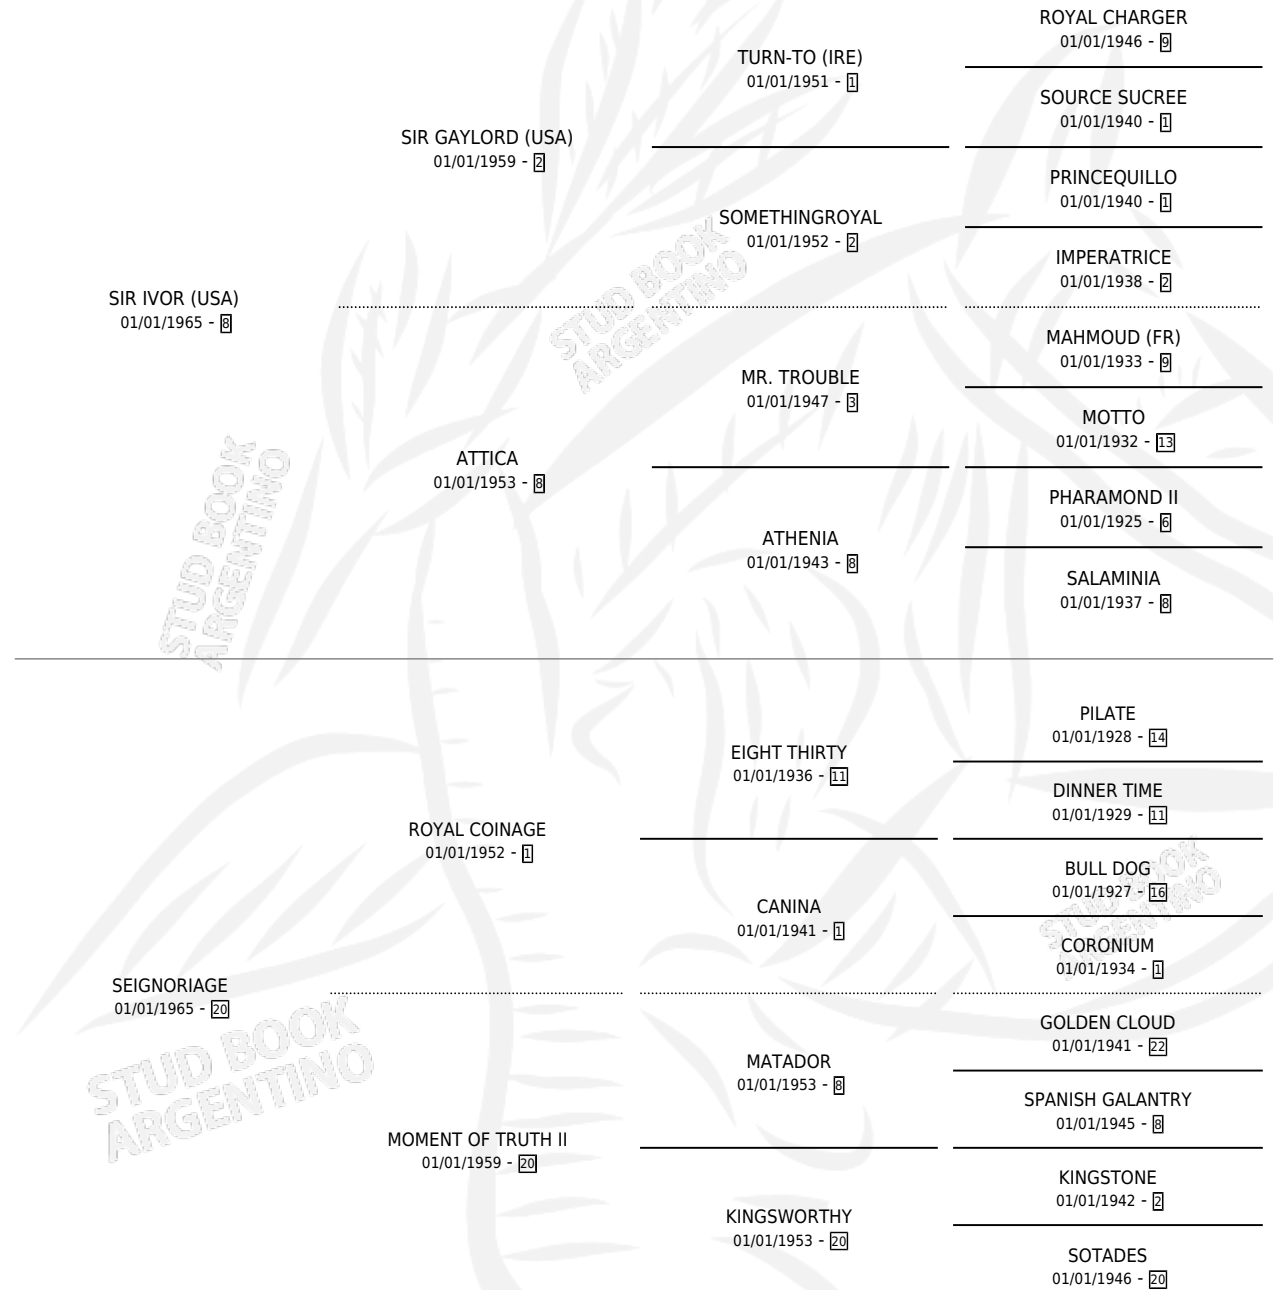 ROYAL CHARGER
01/01/1946 - 9
TURN-TO (IRE)
01/01/1951 - 1
SOURCE SUCREE
01/01/1940 - 1
SIR GAYLORD (USA)
01/01/1959 - 2
PRINCEQUILLO
01/01/1940 - 1
SOMETHINGROYAL
01/01/1952 - 2
IMPERATRICE
01/01/1938 - 2
SIR IVOR (USA)
01/01/1965 - 8
STUD BOOK
ARGENTINO
MAHMOUD (FR)
01/01/1933 - 9
MR. TROUBLE
01/01/1947 - 3
MOTTO
01/01/1932 - 13
ATTICA
01/01/1953 - 8
PHARAMOND II
01/01/1925 - 6
ATHENIA
01/01/1943 - 8
SALAMINIA
01/01/1937 - 8
STUD BOOK
ARGENTINO
PILATE
01/01/1928 - 14
EIGHT THIRTY
01/01/1936 - 11
DINNER TIME
01/01/1929 - 11
ROYAL COINAGE
01/01/1952 - 1
BULL DOG
01/01/1927 - 16
CANINA
01/01/1941 - 1
STUD BOOK
ARGENTINO
CORONIUM
01/01/1934 - 1
SEIGNORIAGE
01/01/1965 - 20
GOLDEN CLOUD
01/01/1941 - 22
MATADOR
01/01/1953 - 8
STUD BOOK
ARGENTINO
SPANISH GALANTRY
01/01/1945 - 8
MOMENT OF TRUTH II
01/01/1959 - 20
KINGSTONE
01/01/1942 - 2
KINGSWORTHY
01/01/1953 - 20
SOTADES
01/01/1946 - 20